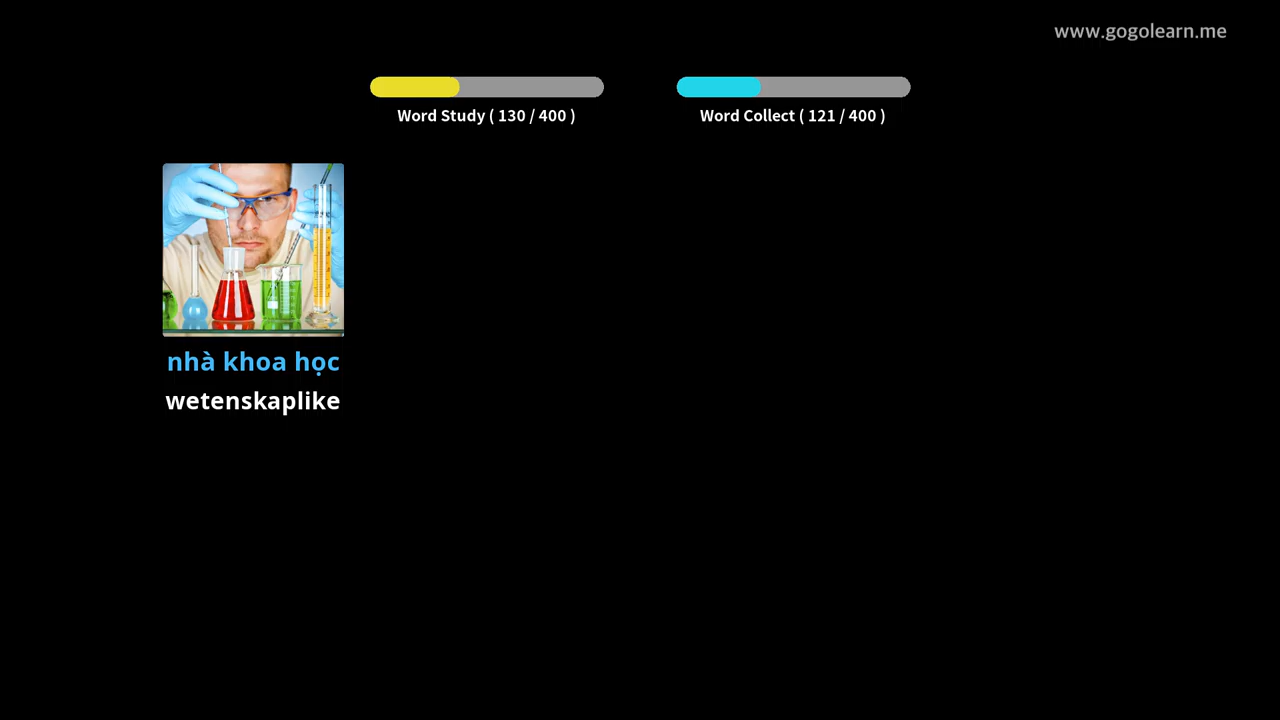 www.gogolearn.me
Word Study ( 130 / 400 )
Word Collect ( 121 / 400 )
nhà khoa học
wetenskaplike